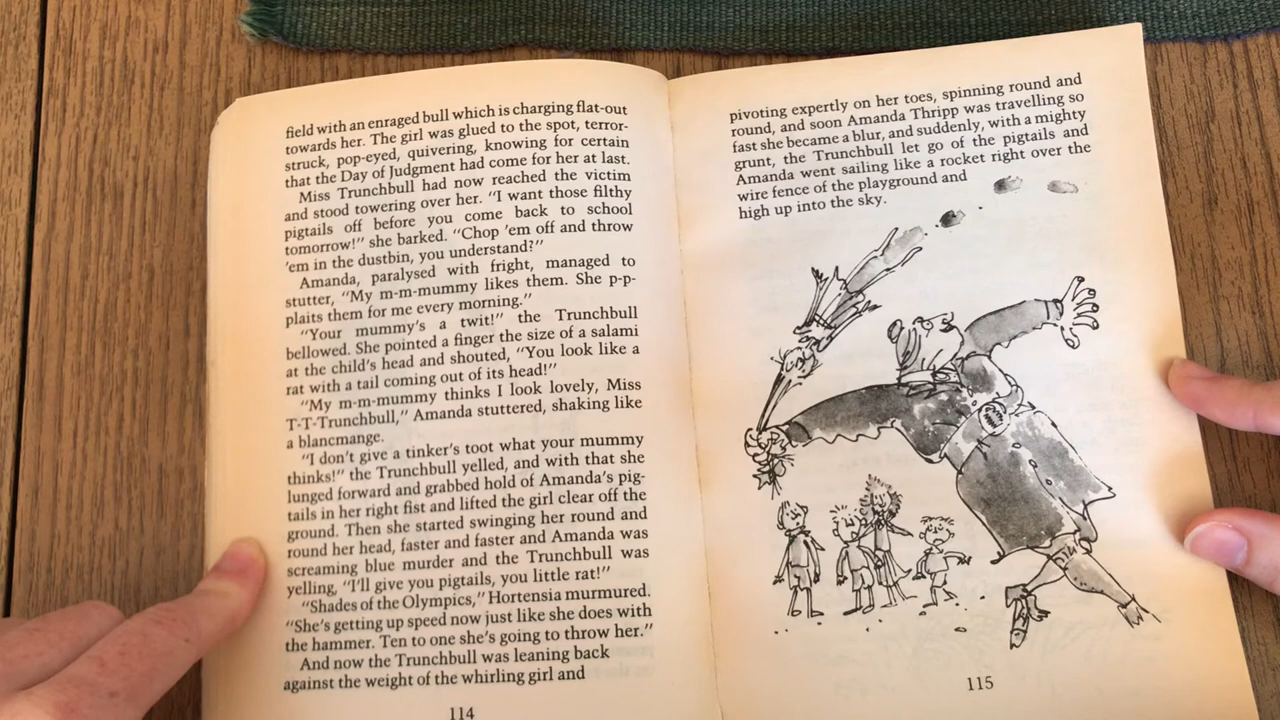 field with an enraged bull which is charging flat-out
towards her. The girl was glued to the spot, terror-
struck, pop-eyed, quivering, knowing for certain
that the Day of Judgment had come for her at last.
Miss Trunchbull had now reached the victim
and stood towering over her. “I want those filthy
pigtails off before you come back to school
tomorrow!” she barked. “Chop ’em off and throw
’em in the dustbin, you understand?”
Amanda, paralysed with fright, managed to
stutter, “My m-m-mummy likes them. She p-p-
plaits them for me every morning.”
“Your mummy’s a twit!” the Trunchbull
bellowed. She pointed a finger the size of a salami
at the child’s head and shouted, “You look like a
rat with a tail coming out of its head!”
“My m-m-mummy thinks I look lovely, Miss
T-T-Trunchbull,” Amanda stuttered, shaking like
a blancmange.
“I don’t give a tinker’s toot what your mummy
thinks!” the Trunchbull yelled, and with that she
lunged forward and grabbed hold of Amanda’s pig-
tails in her right fist and lifted the girl clear off the
ground. Then she started swinging her round and
round her head, faster and faster and Amanda was
screaming blue murder and the Trunchbull was
yelling, “I’ll give you pigtails, you little rat!”
“Shades of the Olympics,” Hortensia murmured.
“She’s getting up speed now just like she does with
the hammer. Ten to one she’s going to throw her.”
And now the Trunchbull was leaning back
against the weight of the whirling girl and
114
pivoting expertly on her toes, spinning round and
round, and soon Amanda Thripp was travelling so
fast she became a blur, and suddenly, with a mighty
grunt, the Trunchbull let go of the pigtails and
Amanda went sailing like a rocket right over the
wire fence of the playground and
high up into the sky.
115